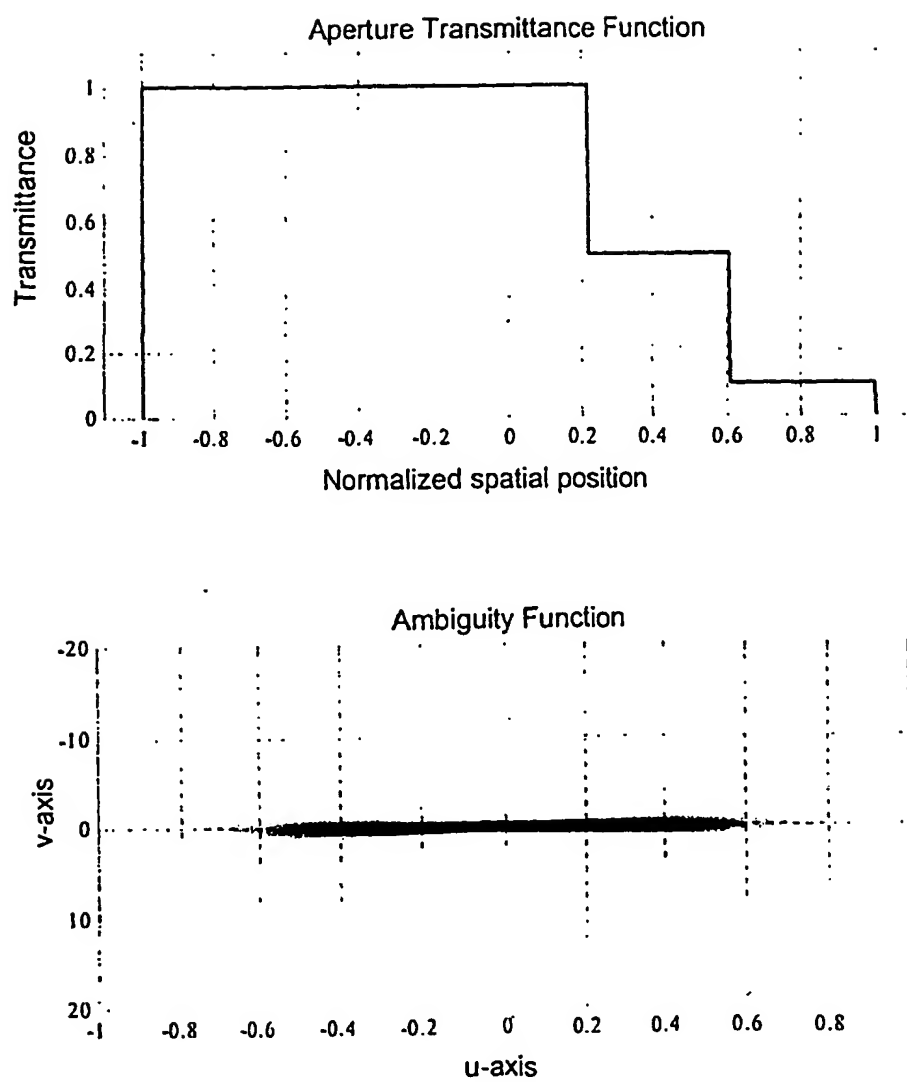 Aperture Transmittance Function
Transmittance
1
0.8
0.6
0.4
0.2
0
-1 -0.8 -0.6 -0.4 -0.2 0 0.2 0.4 0.6 0.8 1
Normalized spatial position
Ambiguity Function
v-axis
-20
-10
0
10
20
-1 -0.8 -0.6 -0.4 -0.2 0 0.2 0.4 0.6 0.8
u-axis